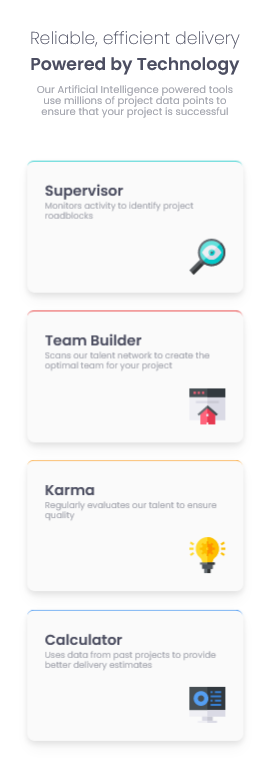 Reliable, efficient delivery
Powered by Technology
Our Artificial Intelligence powered tools
use millions of project data points to
ensure that your project is successful
Supervisor
Monitors activity to identify project
roadblocks
Team Builder
Scans our talent network to create the
optimal team for your project
Karma
Regularly evaluates our talent to ensure
quality
Calculator
Uses data from past projects to provide
better delivery estimates